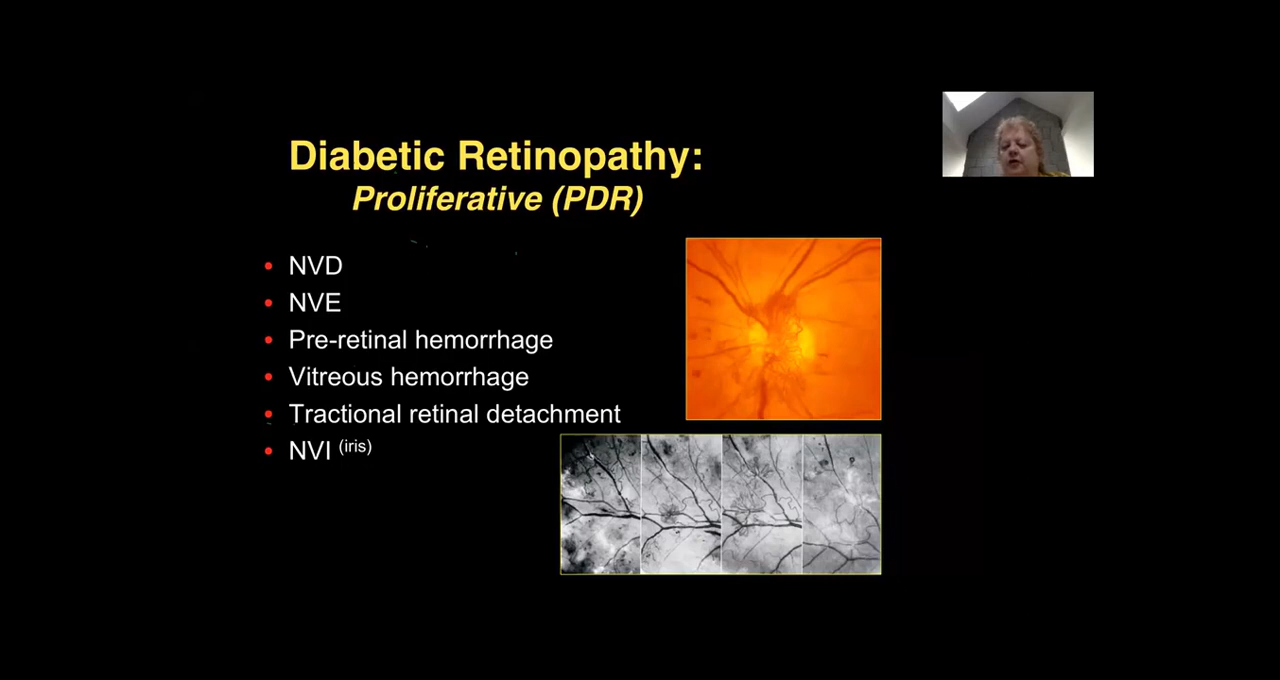 Diabetic Retinopathy:
Proliferative (PDR)
• NVD
• NVE
• Pre-retinal hemorrhage
• Vitreous hemorrhage
• Tractional retinal detachment
• NVI (iris)